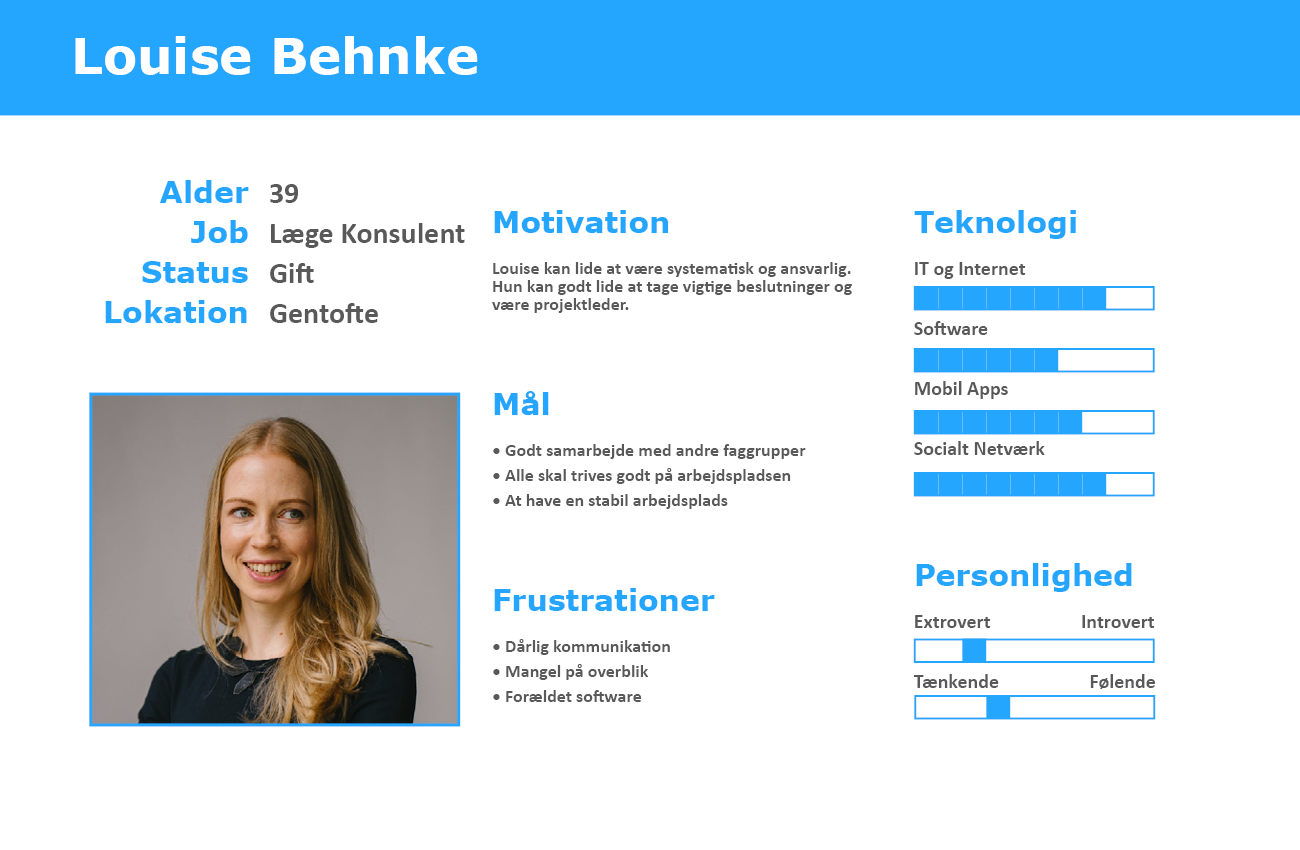 Louise Behnke
Alder 39
Job Læge Konsulent
Status Gift
Lokation Gentofte
Motivation
Louise kan lide at være systematisk og ansvarlig.
Hun kan godt lide at tage vigtige beslutninger og
være projektleder.
Mål
• Godt samarbejde med andre faggrupper
• Alle skal trives godt på arbejdspladsen
• At have en stabil arbejdsplads
Frustrationer
• Dårlig kommunikation
• Mangel på overblik
• Forældet software
Teknologi
IT og Internet
Software
Mobil Apps
Socialt Netværk
Personlighed
Extrovert Introvert
Tænkende Følende